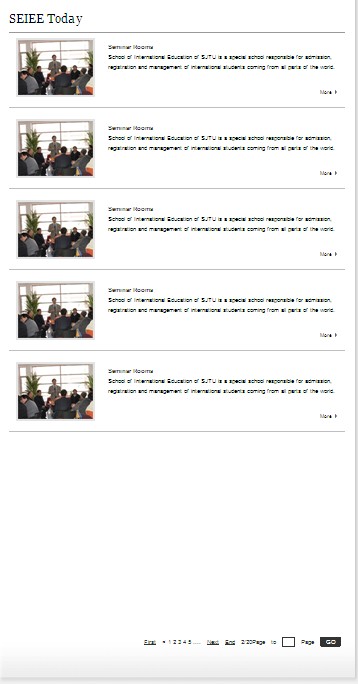 SEIEE Today
Seminar Rooms
School of International Education of SJTU is a special school responsible for admission,
registration and management of international students coming from all parts of the world.
More
Seminar Rooms
School of International Education of SJTU is a special school responsible for admission,
registration and management of international students coming from all parts of the world.
More
Seminar Rooms
School of International Education of SJTU is a special school responsible for admission,
registration and management of international students coming from all parts of the world.
More
Seminar Rooms
School of International Education of SJTU is a special school responsible for admission,
registration and management of international students coming from all parts of the world.
More
Seminar Rooms
School of International Education of SJTU is a special school responsible for admission,
registration and management of international students coming from all parts of the world.
More
First 1 2 3 4 5 ..... Next End 2/20Page to Page GO